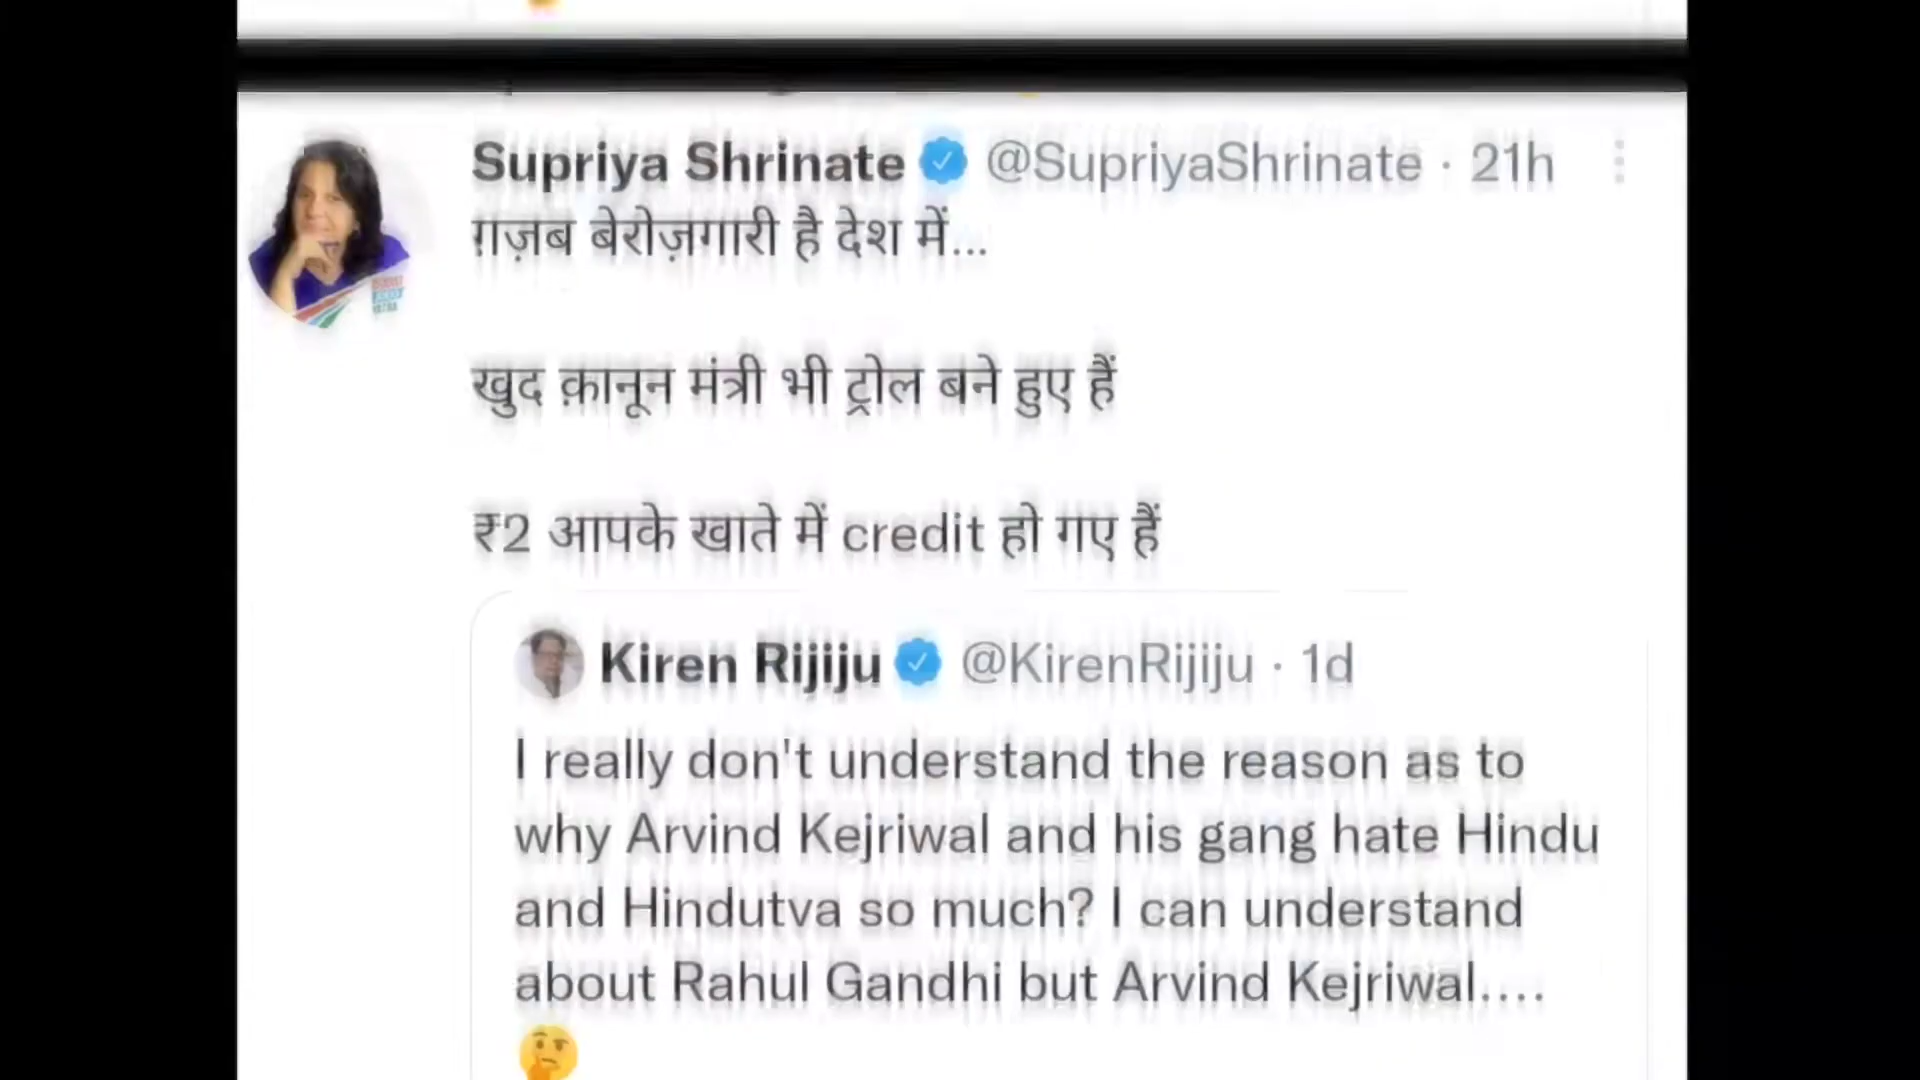 Supriya Shrinate @SupriyaShrinate · 21h
ग़ज़ब बेरोज़गारी है देश में...
खुद क़ानून मंत्री भी ट्रोल बने हुए हैं
₹2 आपके खाते में credit हो गए हैं
Kiren Rijiju @KirenRijiju · 1d
I really don't understand the reason as to
why Arvind Kejriwal and his gang hate Hindu
and Hindutva so much? I can understand
about Rahul Gandhi but Arvind Kejriwal....
🤔